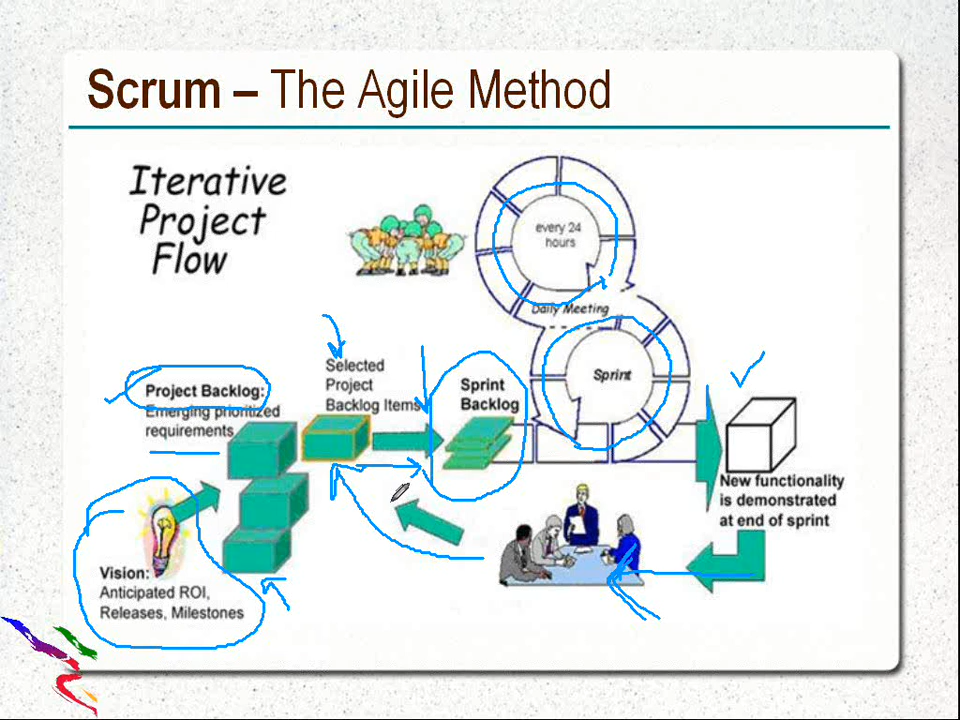 Scrum – The Agile Method
Iterative
Project
Flow
every 24
hours
Daily Meeting
Sprint
Project Backlog:
Emerging prioritized
requirements
Selected
Project
Backlog Items
Sprint
Backlog
New functionality
is demonstrated
at end of sprint
Vision:
Anticipated ROI,
Releases, Milestones